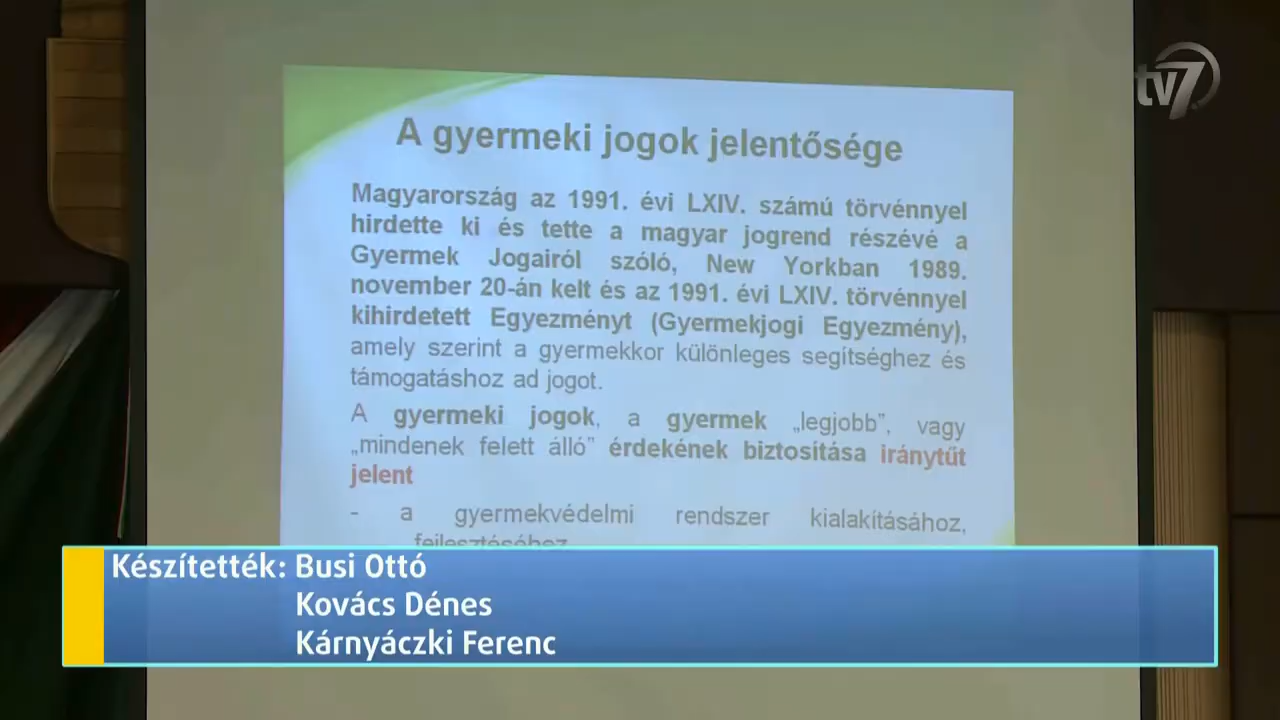 tv7
A gyermeki jogok jelentősége
Magyarország az 1991. évi LXIV. számú törvénnyel
hirdette ki és tette a magyar jogrend részévé a
Gyermek Jogairól szóló, New Yorkban 1989.
november 20-án kelt és az 1991. évi LXIV. törvénnyel
kihirdetett Egyezményt (Gyermekjogi Egyezmény),
amely szerint a gyermekkor különleges segítséghez és
támogatáshoz ad jogot.
A gyermeki jogok, a gyermek „legjobb”, vagy
„mindenek felett álló” érdekének biztosítása iránytűt
jelent
- a gyermekvédelmi rendszer kialakításához,
fejlesztéséhez
Készítették: Busi Ottó
Kovács Dénes
Kárnyáczki Ferenc